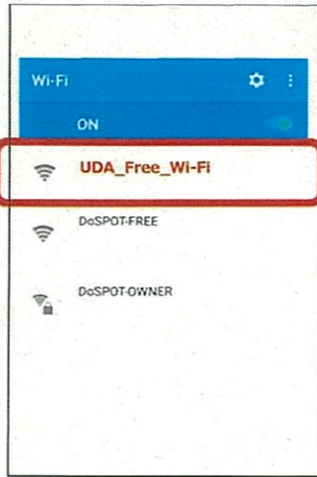 Wi-Fi
ON
UDA_Free_Wi-Fi
DoSPOT-FREE
DoSPOT-OWNER